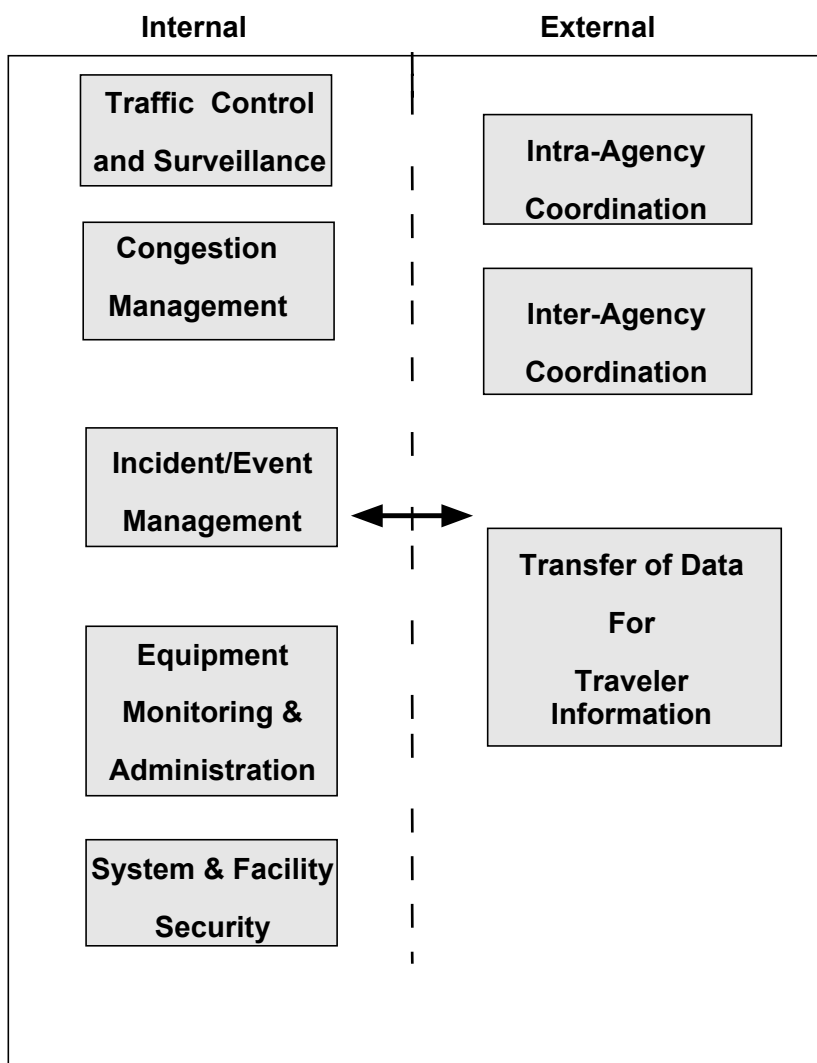 Internal
External
Traffic Control
and Surveillance
Congestion
Management
Incident/Event
Management
Equipment
Monitoring &
Administration
System & Facility
Security
Intra-Agency
Coordination
Inter-Agency
Coordination
Transfer of Data
For
Traveler
Information